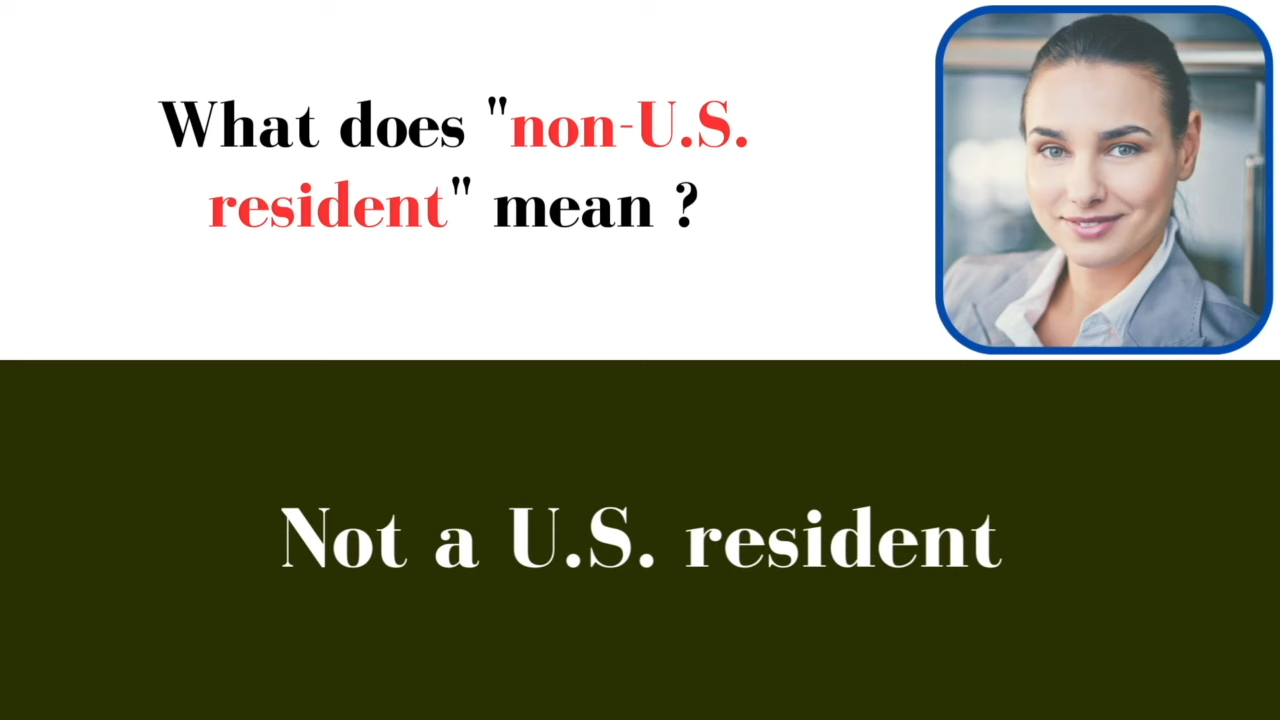 What does "non-U.S.
resident" mean ?
Not a U.S. resident